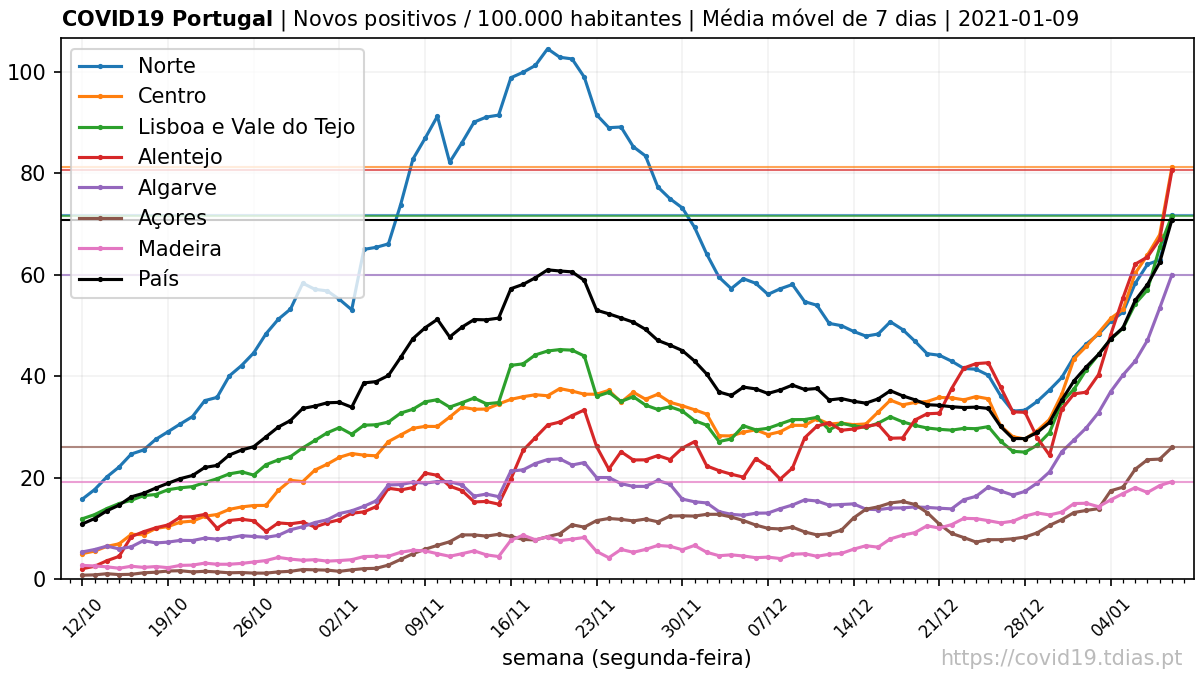 COVID19 Portugal | Novos positivos / 100.000 habitantes | Média móvel de 7 dias | 2021-01-09
100
80
60
40
20
0
Norte
Centro
Lisboa e Vale do Tejo
Alentejo
Algarve
Açores
Madeira
País
12/10 19/10 26/10 02/11 09/11 16/11 23/11 30/11 07/12 14/12 21/12 28/12 04/01
semana (segunda-feira)
https://covid19.tdias.pt